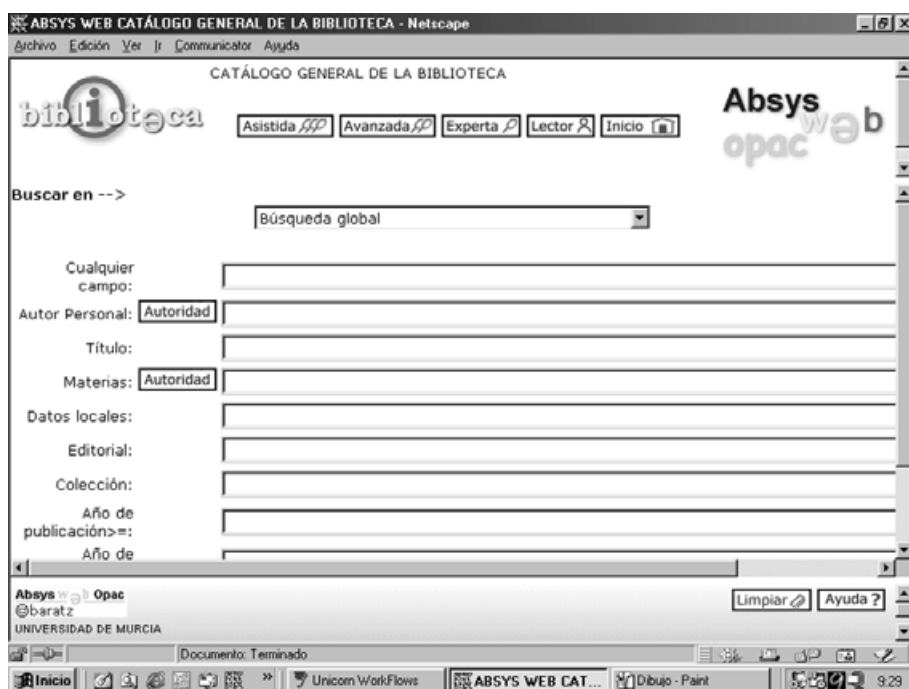 ABSYS WEB CATÁLOGO GENERAL DE LA BIBLIOTECA - Netscape
Archivo Edición Ver Ir Communicator Ayuda
CATÁLOGO GENERAL DE LA BIBLIOTECA
biblioteca
Asistida Avanzada Experta Lector Inicio
Absys web opac
Buscar en -->
Búsqueda global
Cualquier campo:
Autor Personal: Autoridad
Título:
Materias: Autoridad
Datos locales:
Editorial:
Colección:
Año de
publicación>=:
Año de
Absys Web Opac
baratz
UNIVERSIDAD DE MURCIA
Limpiar Ayuda ?
Documento: Terminado
Inicio » Unicorn WorkFlows ABSYS WEB CAT... Dibujo - Paint 9:29